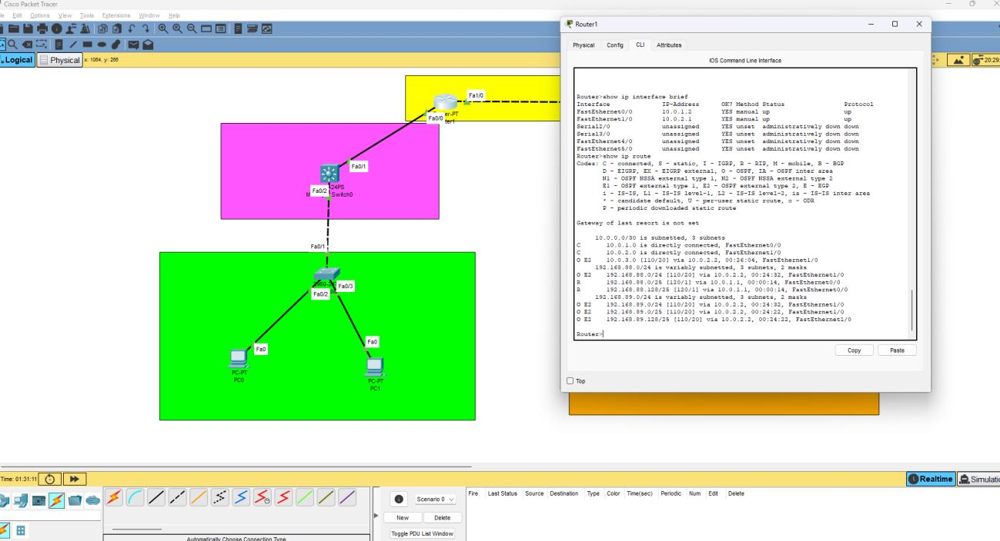 Cisco Packet Tracer
Edit Options View Tools Extensions Window Help
Logical Physical x: 1064, y: 266
20:29:
Fa1/0
Fa0/0
Fa0/1
Fa0/2
24PS
Switch0
Fa0/1
Fa0/3
Fa0/2
Fa0
Fa0
PC-PT
PC0
PC-PT
PC1
Router1
Physical Config CLI Attributes
IOS Command Line Interface
Router>show ip interface brief
Interface IP-Address OK? Method Status Protocol
FastEthernet0/0 10.0.1.2 YES manual up up
FastEthernet1/0 10.0.2.1 YES manual up up
Serial2/0 unassigned YES unset administratively down down
Serial3/0 unassigned YES unset administratively down down
FastEthernet4/0 unassigned YES unset administratively down down
FastEthernet5/0 unassigned YES unset administratively down down
Router>show ip route
Codes: C - connected, S - static, I - IGRP, R - RIP, M - mobile, B - BGP
D - EIGRP, EX - EIGRP external, O - OSPF, IA - OSPF inter area
N1 - OSPF NSSA external type 1, N2 - OSPF NSSA external type 2
E1 - OSPF external type 1, E2 - OSPF external type 2, E - EGP
i - IS-IS, L1 - IS-IS level-1, L2 - IS-IS level-2, ia - IS-IS inter area
* - candidate default, U - per-user static route, o - ODR
P - periodic downloaded static route
Gateway of last resort is not set
10.0.0.0/30 is subnetted, 3 subnets
C 10.0.1.0 is directly connected, FastEthernet0/0
C 10.0.2.0 is directly connected, FastEthernet1/0
O E2 10.0.3.0 [110/20] via 10.0.2.2, 00:26:04, FastEthernet1/0
192.168.88.0/24 is variably subnetted, 3 subnets, 2 masks
O E2 192.168.88.0/24 [110/20] via 10.0.2.2, 00:24:32, FastEthernet1/0
R 192.168.88.0/25 [120/1] via 10.0.1.1, 00:00:14, FastEthernet0/0
R 192.168.88.128/25 [120/1] via 10.0.1.1, 00:00:14, FastEthernet0/0
192.168.89.0/24 is variably subnetted, 3 subnets, 2 masks
O E2 192.168.89.0/24 [110/20] via 10.0.2.2, 00:24:32, FastEthernet1/0
O E2 192.168.89.0/25 [110/20] via 10.0.2.2, 00:24:22, FastEthernet1/0
O E2 192.168.89.128/25 [110/20] via 10.0.2.2, 00:24:22, FastEthernet1/0
Router>
Copy Paste
Top
Time: 01:31:11
Realtime Simulatio
Scenario 0
New Delete
Toggle PDU List Window
Fire Last Status Source Destination Type Color Time(sec) Periodic Num Edit Delete
Automatically Choose Connection Type